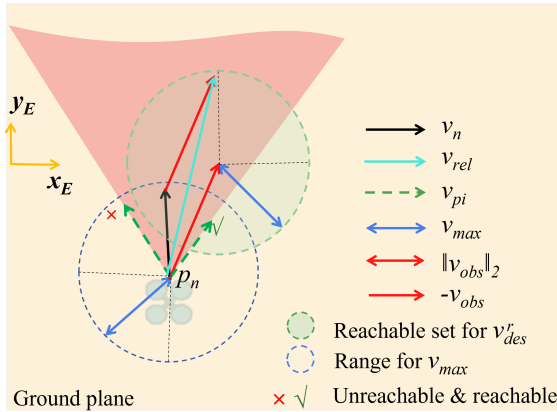 y_E
x_E
×
√
p_n
v_n
v_rel
v_pi
v_max
‖v_obs‖_2
-v_obs
Reachable set for v^r_des
Range for v_max
× √ Unreachable & reachable
Ground plane